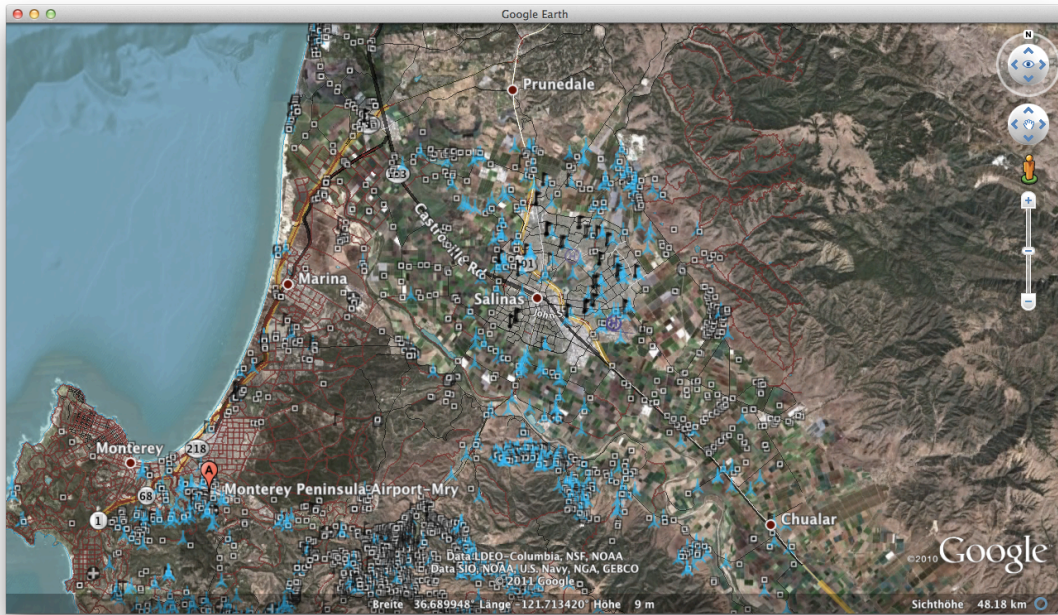 Google Earth
N
Prunedale
Castroville Rd
Marina
Salinas
Monterey
218
A
68
Monterey Peninsula Airport-Mry
1
Chualar
Data LDEO-Columbia, NSF, NOAA
Data SIO, NOAA, U.S. Navy, NGA, GEBCO
© 2011 Google
©2010 Google
Breite 36.689948° Länge -121.713420° Höhe 9 m
Sichthöhe 48.18 km